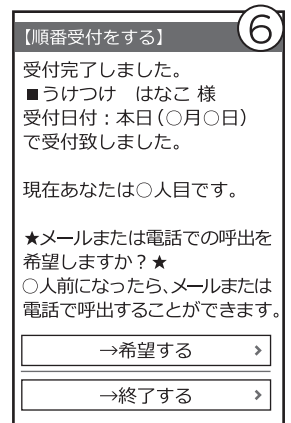 ⑥
【順番受付をする】
受付完了しました。
■うけつけ　はなこ 様
受付日付：本日（○月○日）
で受付致しました。
現在あなたは○人目です。
★メールまたは電話での呼出を
希望しますか？★
○人前になったら、メールまたは
電話で呼出することができます。
→希望する　＞
→終了する　＞